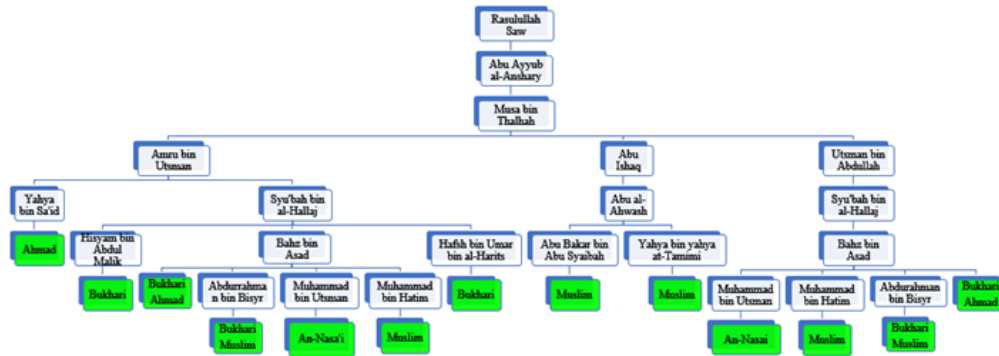 Rasulullah
Saw
Abu Ayyub
al-Anshary
Musa bin
Thalhah
Amru bin
Utsman
Abu
Ishaq
Utsman bin
Abdullah
Yahya
bin Sa'id
Syu'bah bin
al-Hallaj
Abu al-
Ahwash
Syu'bah bin
al-Hallaj
Ahmad
Hisyam bin
Abdul
Malik
Bahz bin
Asad
Hafsh bin Umar
bin al-Harits
Abu Bakar bin
Abu Syaibah
Yahya bin yahya
at-Tamimi
Bahz bin
Asad
Bukhari
Bukhari
Ahmad
Abdurrahma
n bin Bisyr
Muhammad
bin Utsman
Muhammad
bin Hatim
Bukhari
Muslim
Muslim
Muhammad
bin Utsman
Muhammad
bin Hatim
Abdurahman
bin Bisyr
Bukhari
Ahmad
Bukhari
Muslim
An-Nasa'i
Muslim
An-Nasai
Muslim
Bukhari
Muslim